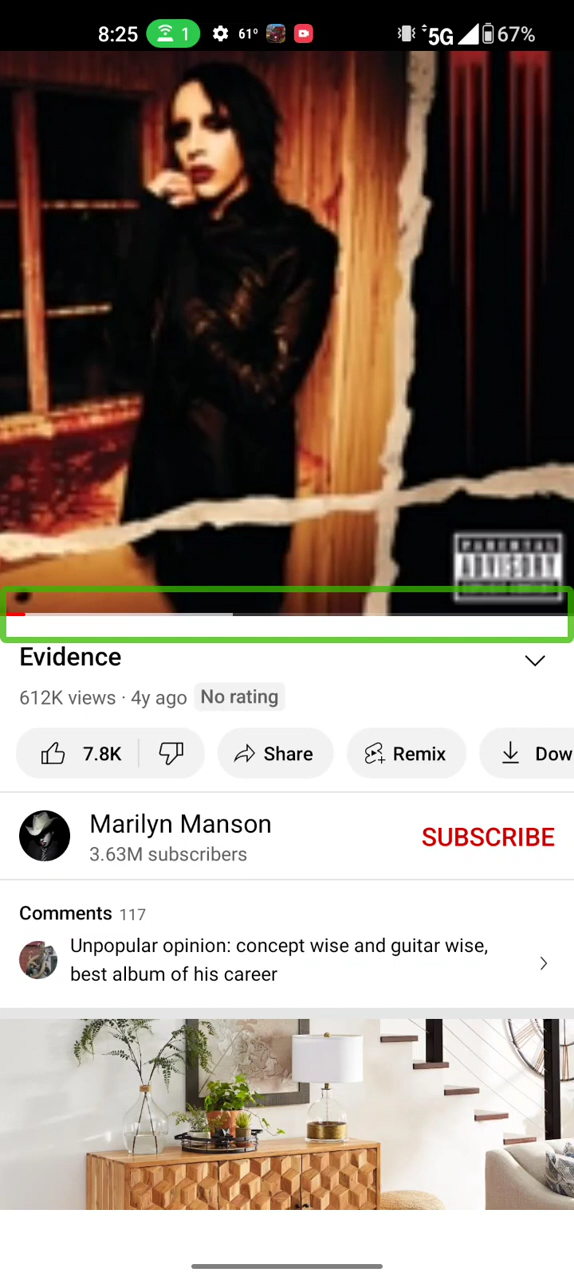 8:25 1 61° 5G 67%
PARENTAL
ADVISORY
Evidence
612K views · 4y ago No rating
7.8K Share Remix Dow
Marilyn Manson
3.63M subscribers
SUBSCRIBE
Comments 117
Unpopular opinion: concept wise and guitar wise,
best album of his career